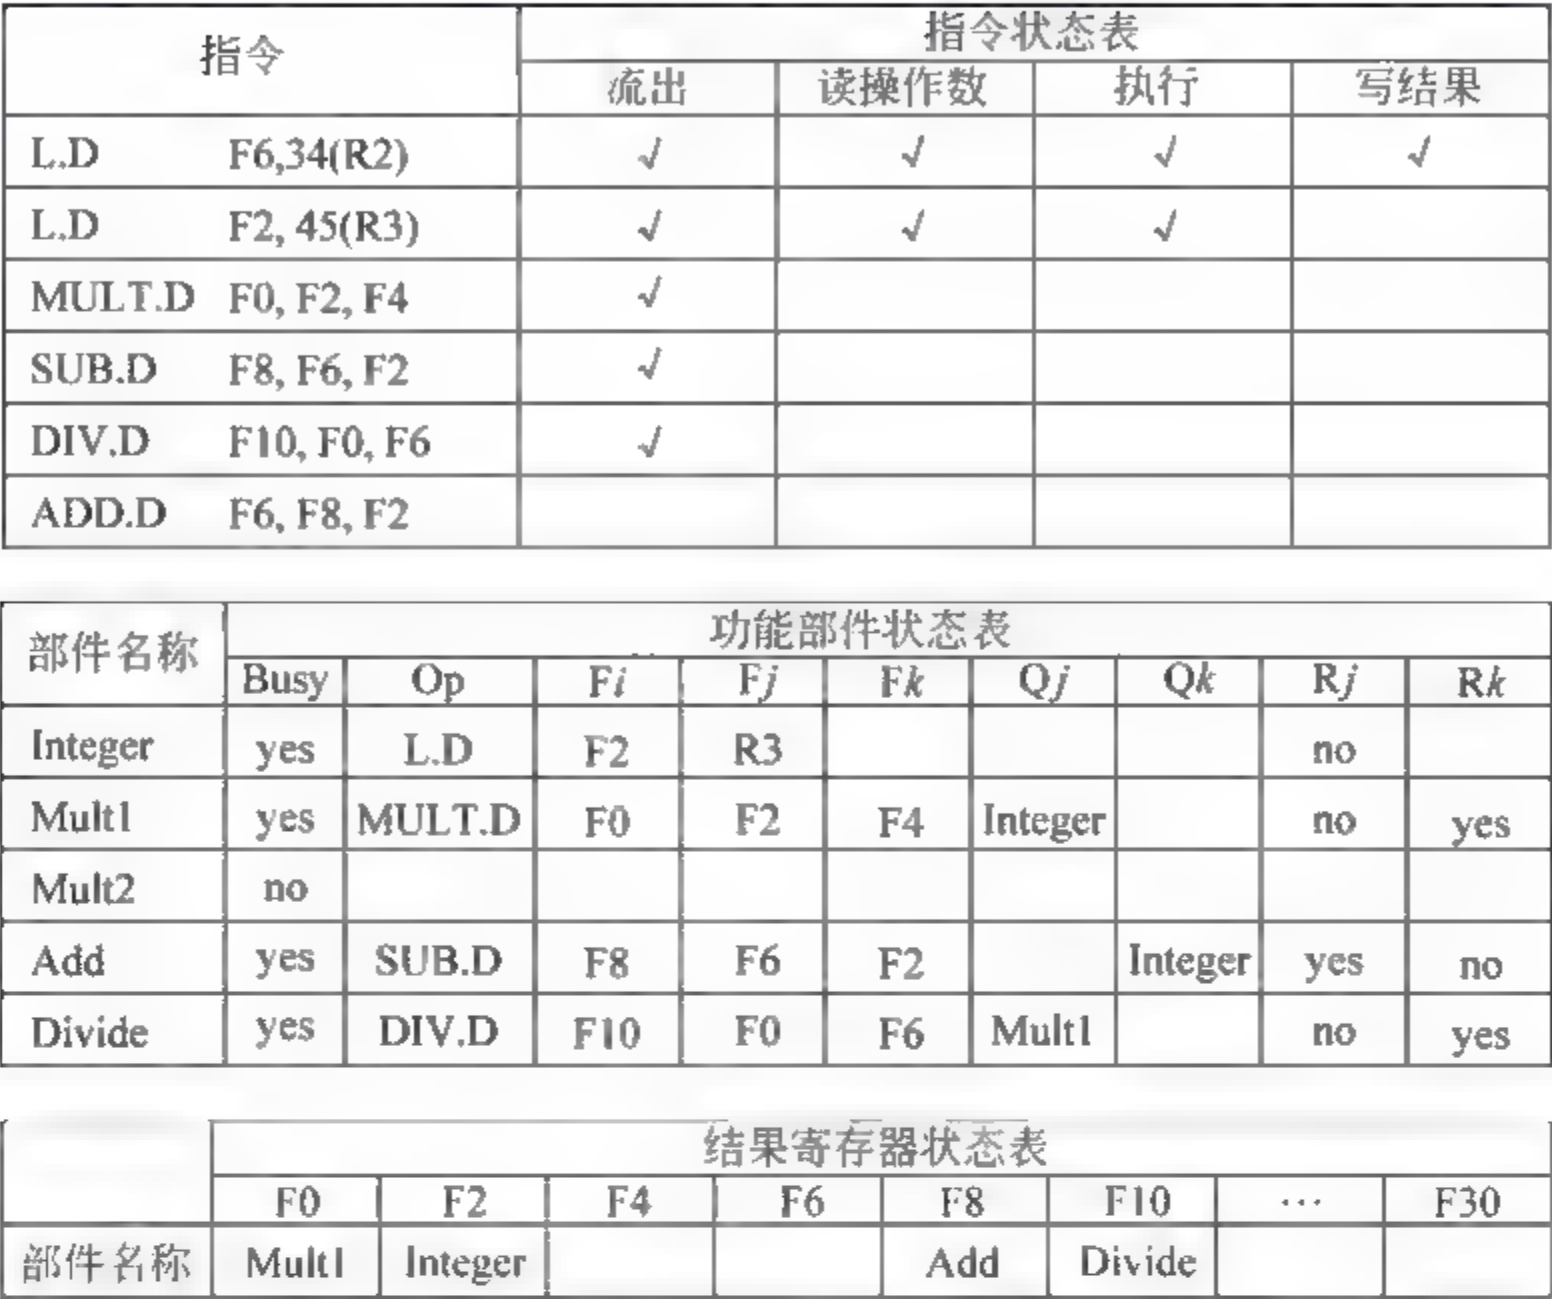 指令 指令状态表
流出 读操作数 执行 写结果
L.D F6,34(R2) √ √ √ √
L.D F2, 45(R3) √ √ √
MULT.D F0, F2, F4 √
SUB.D F8, F6, F2 √
DIV.D F10, F0, F6 √
ADD.D F6, F8, F2
部件名称 功能部件状态表
Busy Op Fi Fj Fk Qj Qk Rj Rk
Integer yes L.D F2 R3 no
Mult1 yes MULT.D F0 F2 F4 Integer no yes
Mult2 no
Add yes SUB.D F8 F6 F2 Integer yes no
Divide yes DIV.D F10 F0 F6 Mult1 no yes
结果寄存器状态表
F0 F2 F4 F6 F8 F10 … F30
部件名称 Mult1 Integer Add Divide